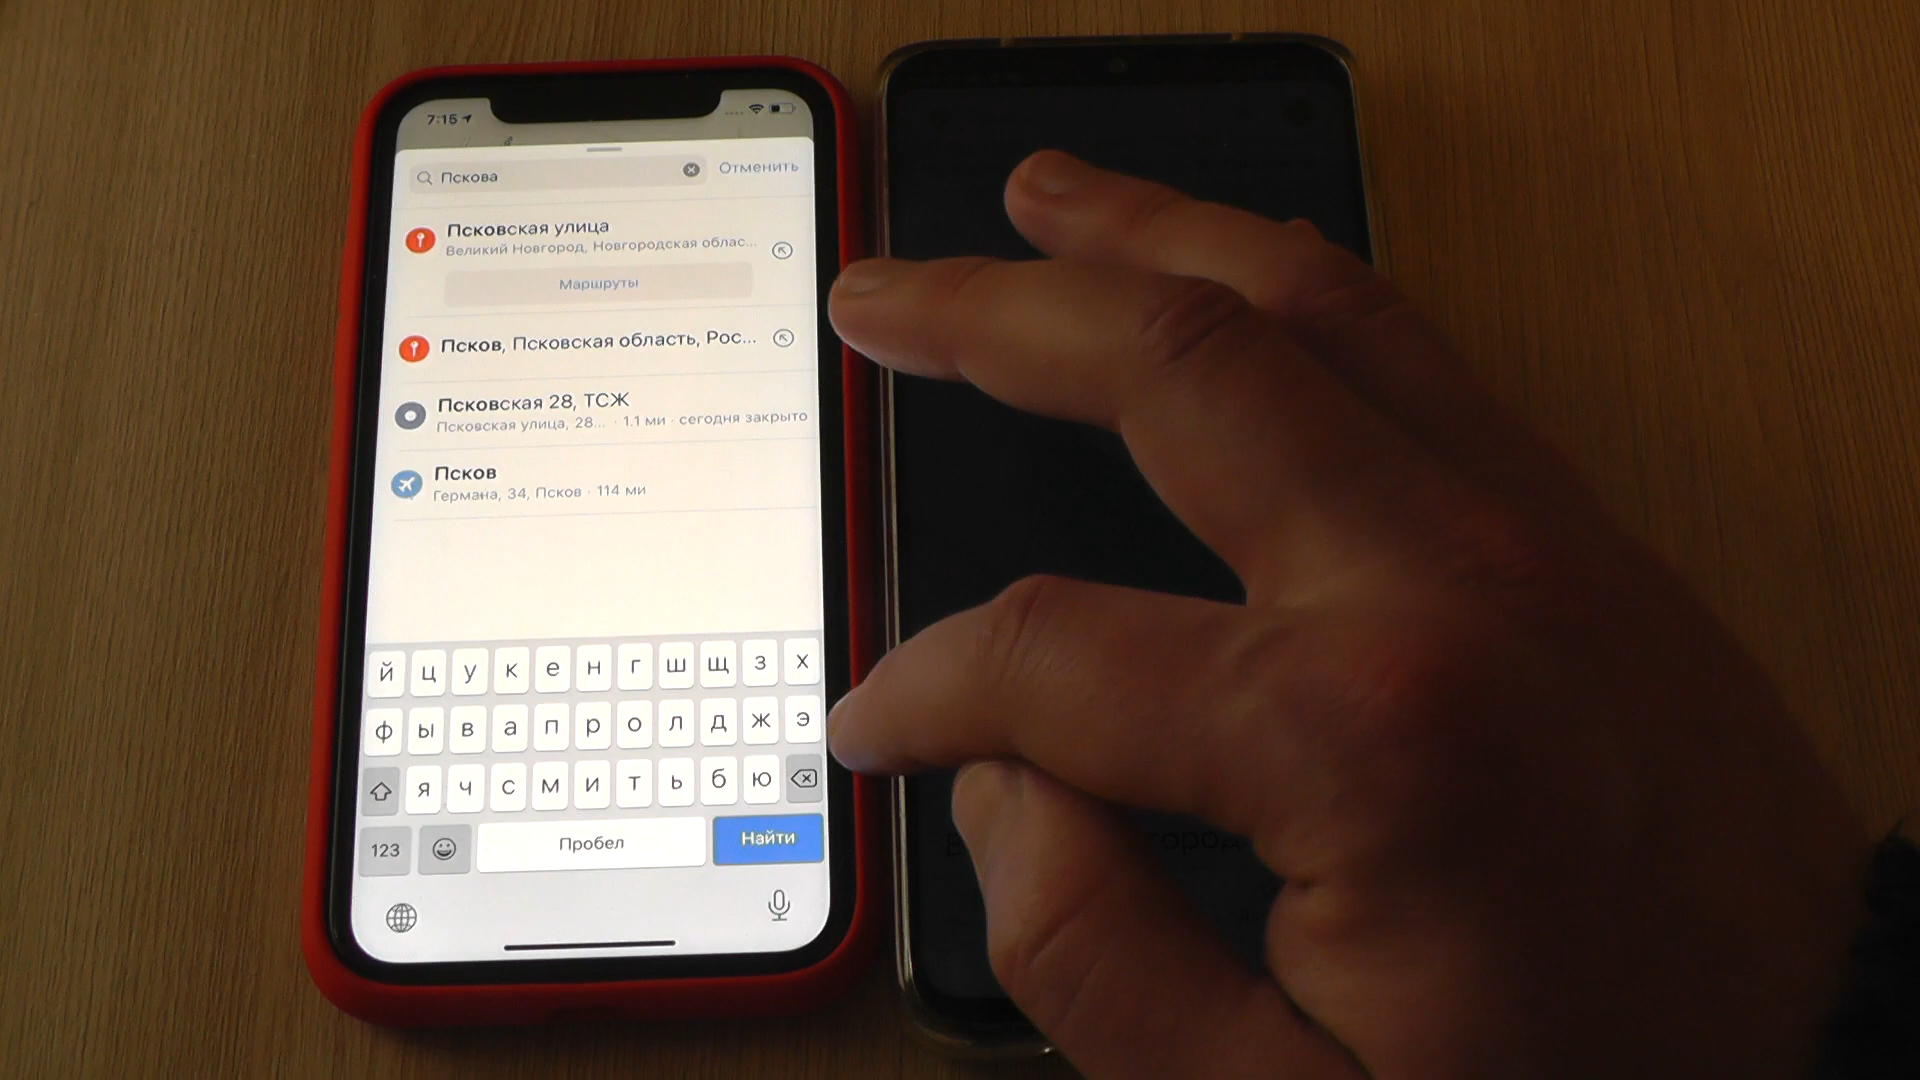 7:15
Пскова
Отменить
Псковская улица
Великий Новгород, Новгородская облас...
Маршруты
Псков, Псковская область, Рос...
Псковская 28, ТСЖ
Псковская улица, 28... · 1.1 ми · сегодня закрыто
Псков
Германа, 34, Псков · 114 ми
й ц у к е н г ш щ з х
ф ы в а п р о л д ж э
я ч с м и т ь б ю
123 Пробел Найти